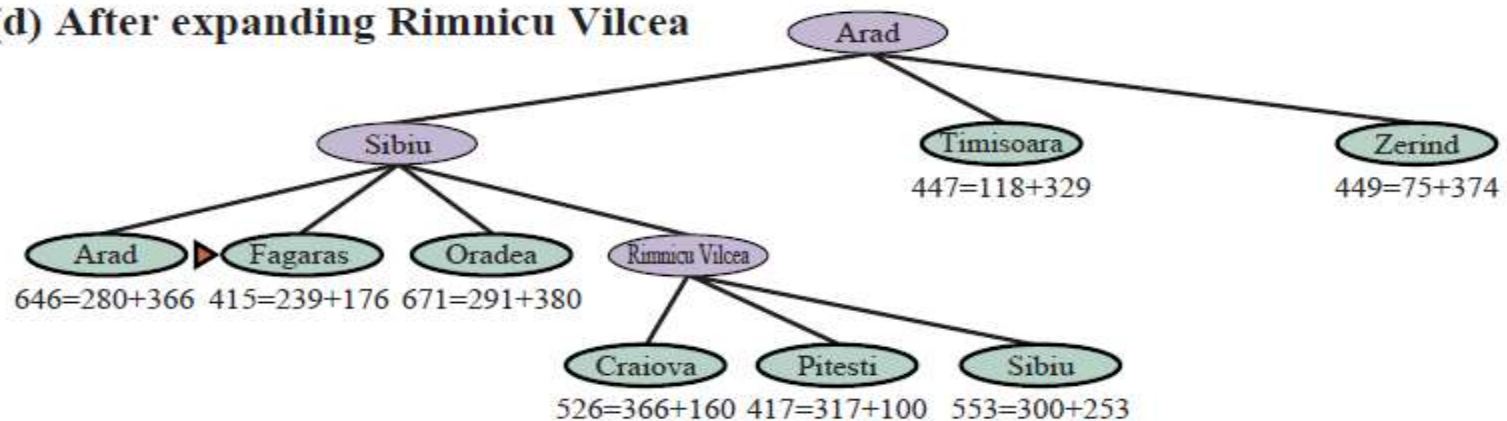 (d) After expanding Rimnicu Vilcea
Arad
Sibiu
Timisoara
Zerind
447=118+329
449=75+374
Arad
Fagaras
Oradea
Rimnicu Vilcea
646=280+366
415=239+176
671=291+380
Craiova
Pitesti
Sibiu
526=366+160
417=317+100
553=300+253